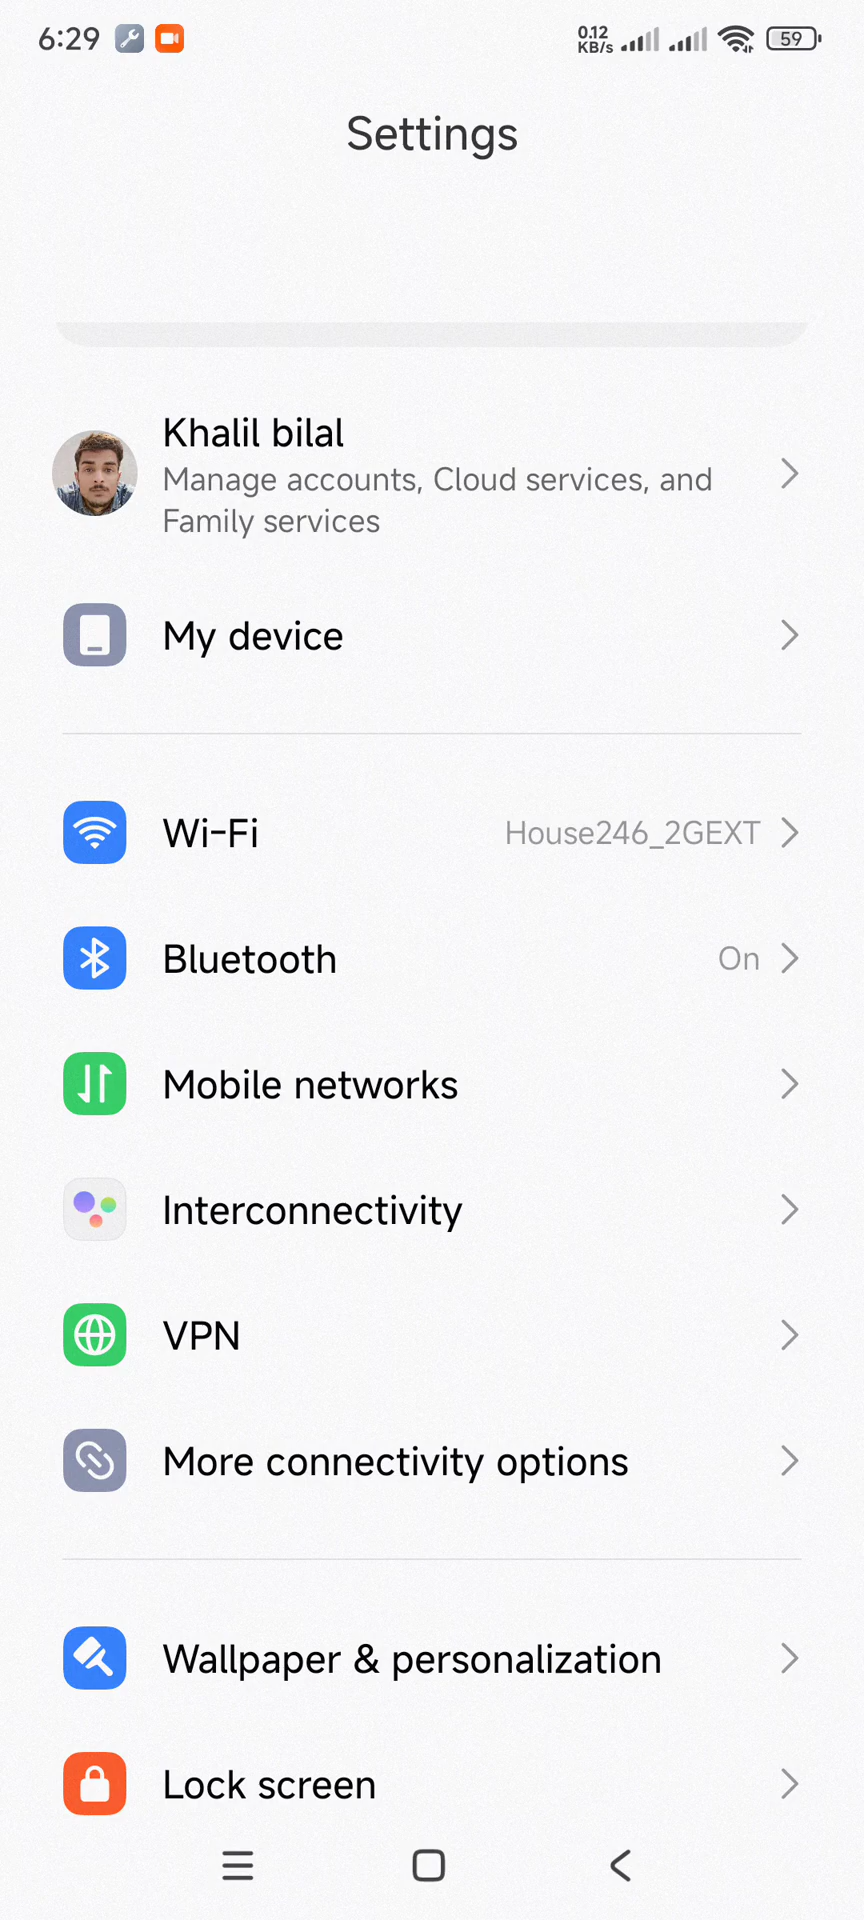 6:29
0.12
KB/s
59
Settings
Khalil bilal
Manage accounts, Cloud services, and
Family services
My device
Wi-Fi
House246_2GEXT
Bluetooth
On
Mobile networks
Interconnectivity
VPN
More connectivity options
Wallpaper & personalization
Lock screen